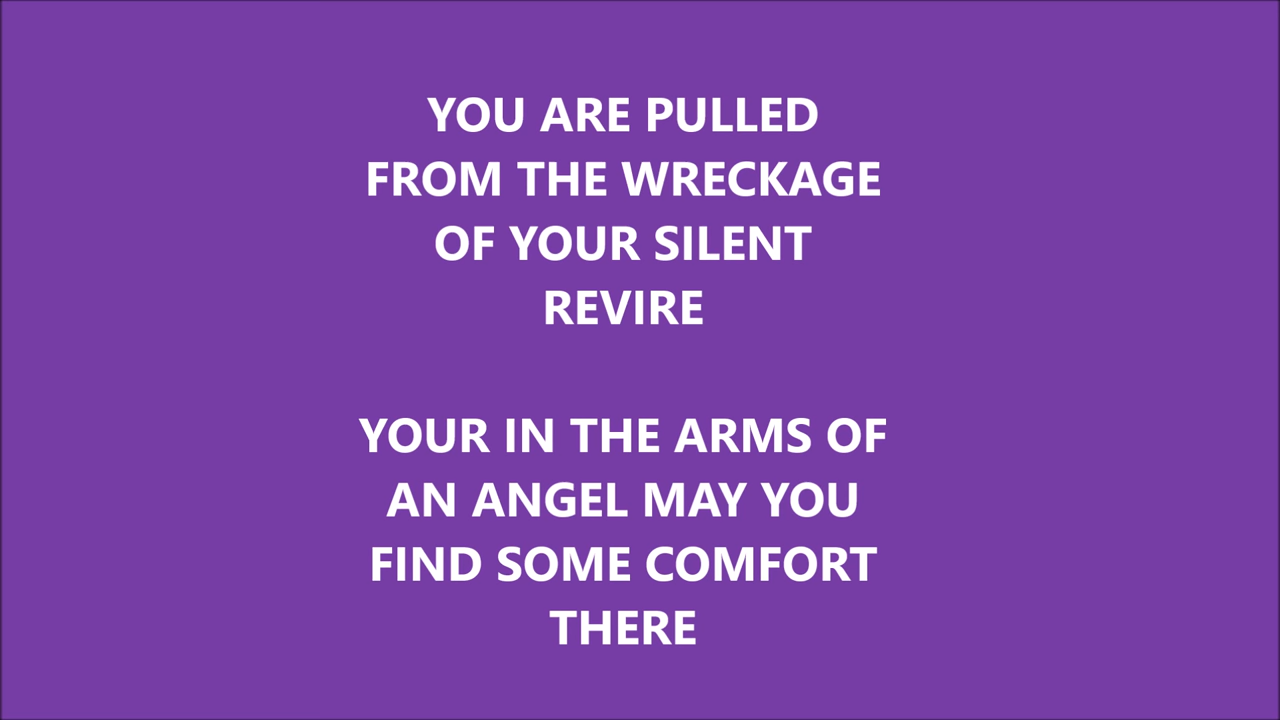 YOU ARE PULLED
FROM THE WRECKAGE
OF YOUR SILENT
REVIRE
YOUR IN THE ARMS OF
AN ANGEL MAY YOU
FIND SOME COMFORT
THERE